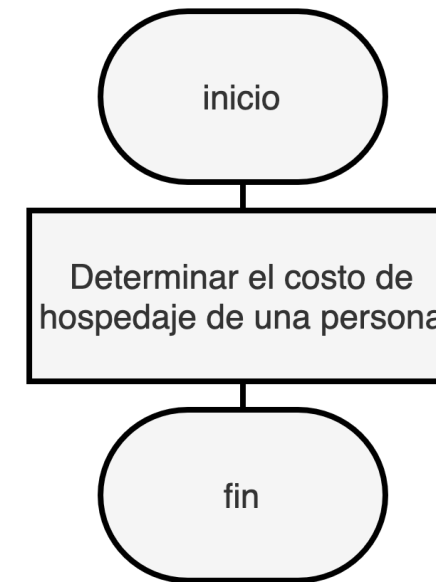 inicio
Determinar el costo de
hospedaje de una persona
fin